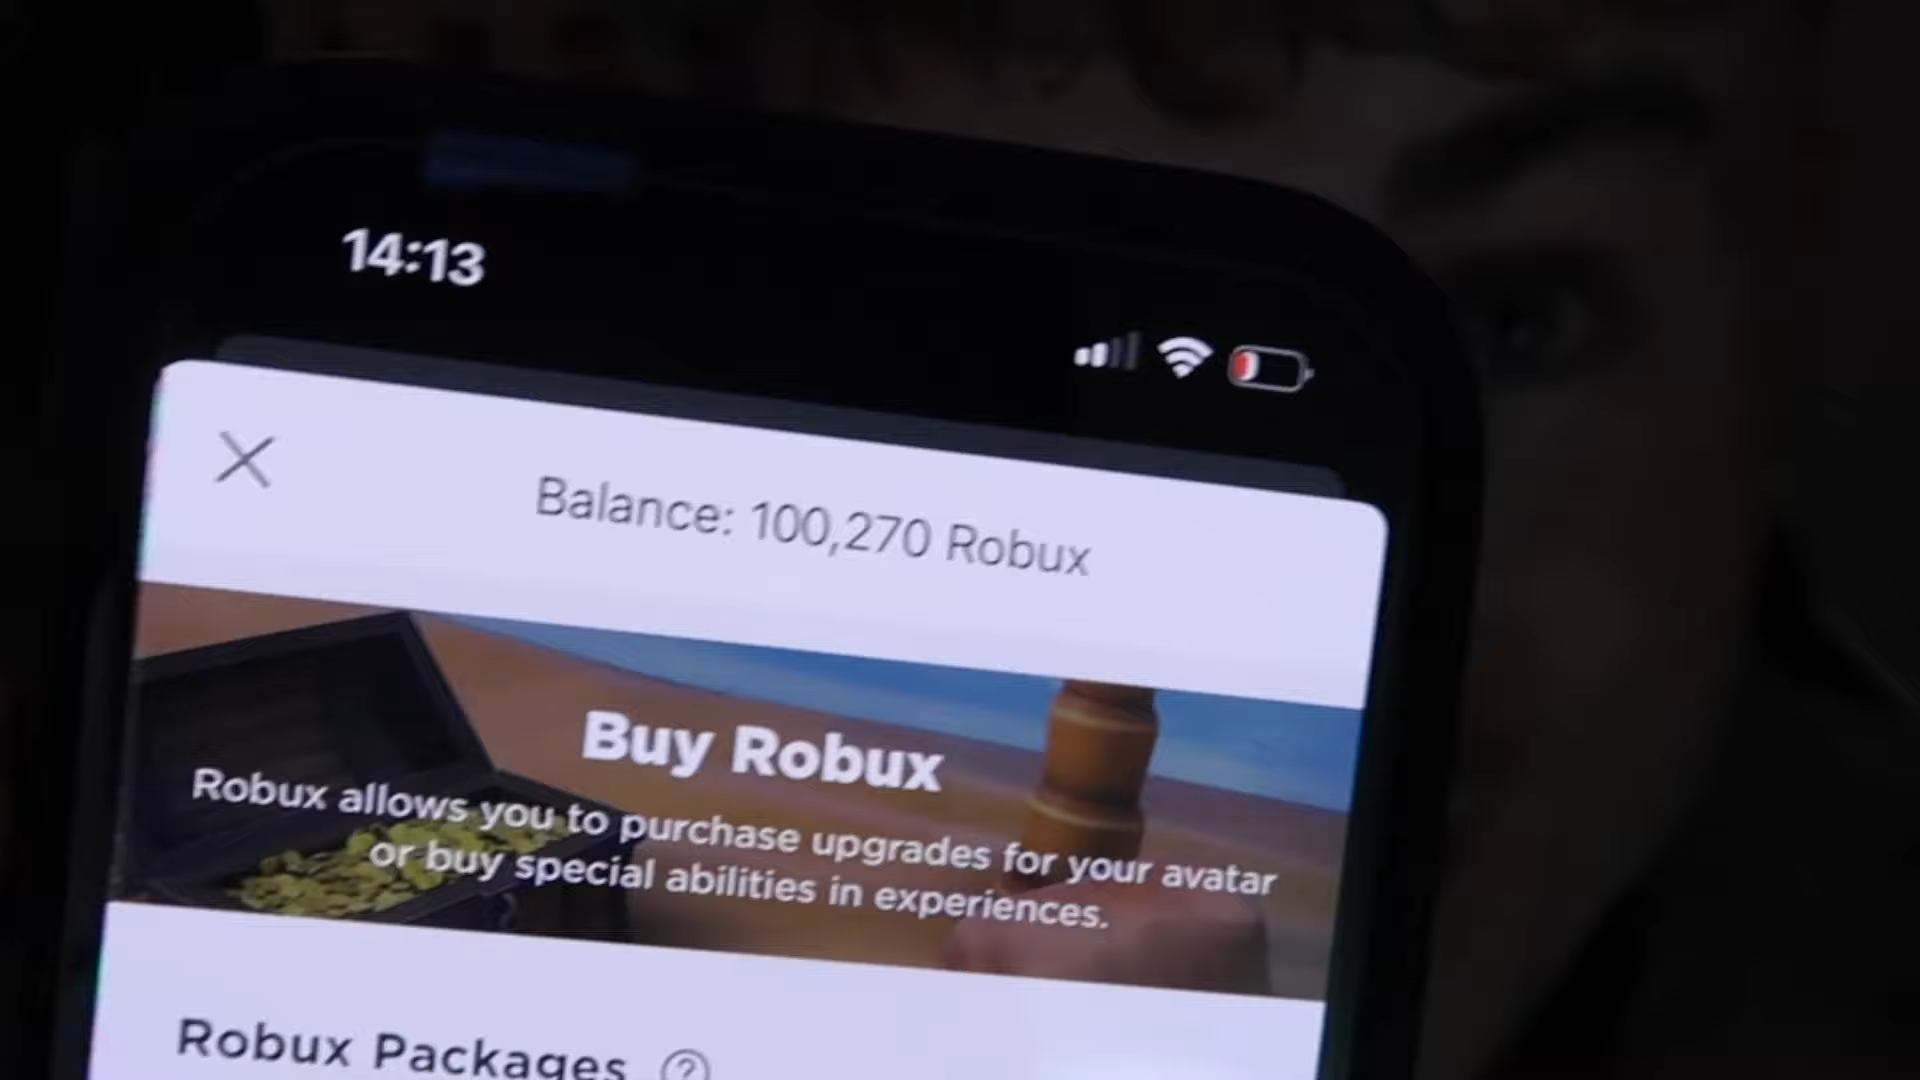 14:13
Balance: 100,270 Robux
Buy Robux
Robux allows you to purchase upgrades for your avatar
or buy special abilities in experiences.
Robux Packages ?